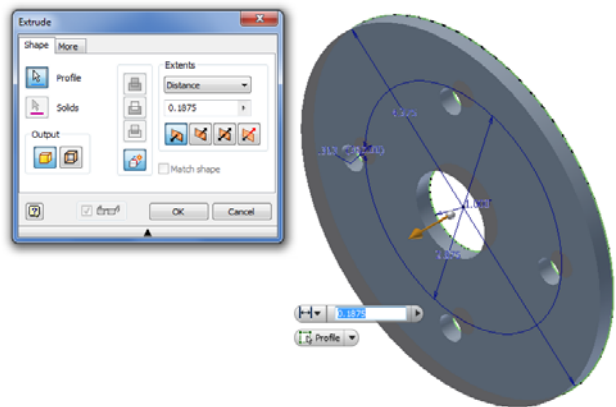 Extrude
Shape
More
Profile
Extents
Distance
Solids
0.1875
Output
Match shape
OK
Cancel
0.1875
Profile